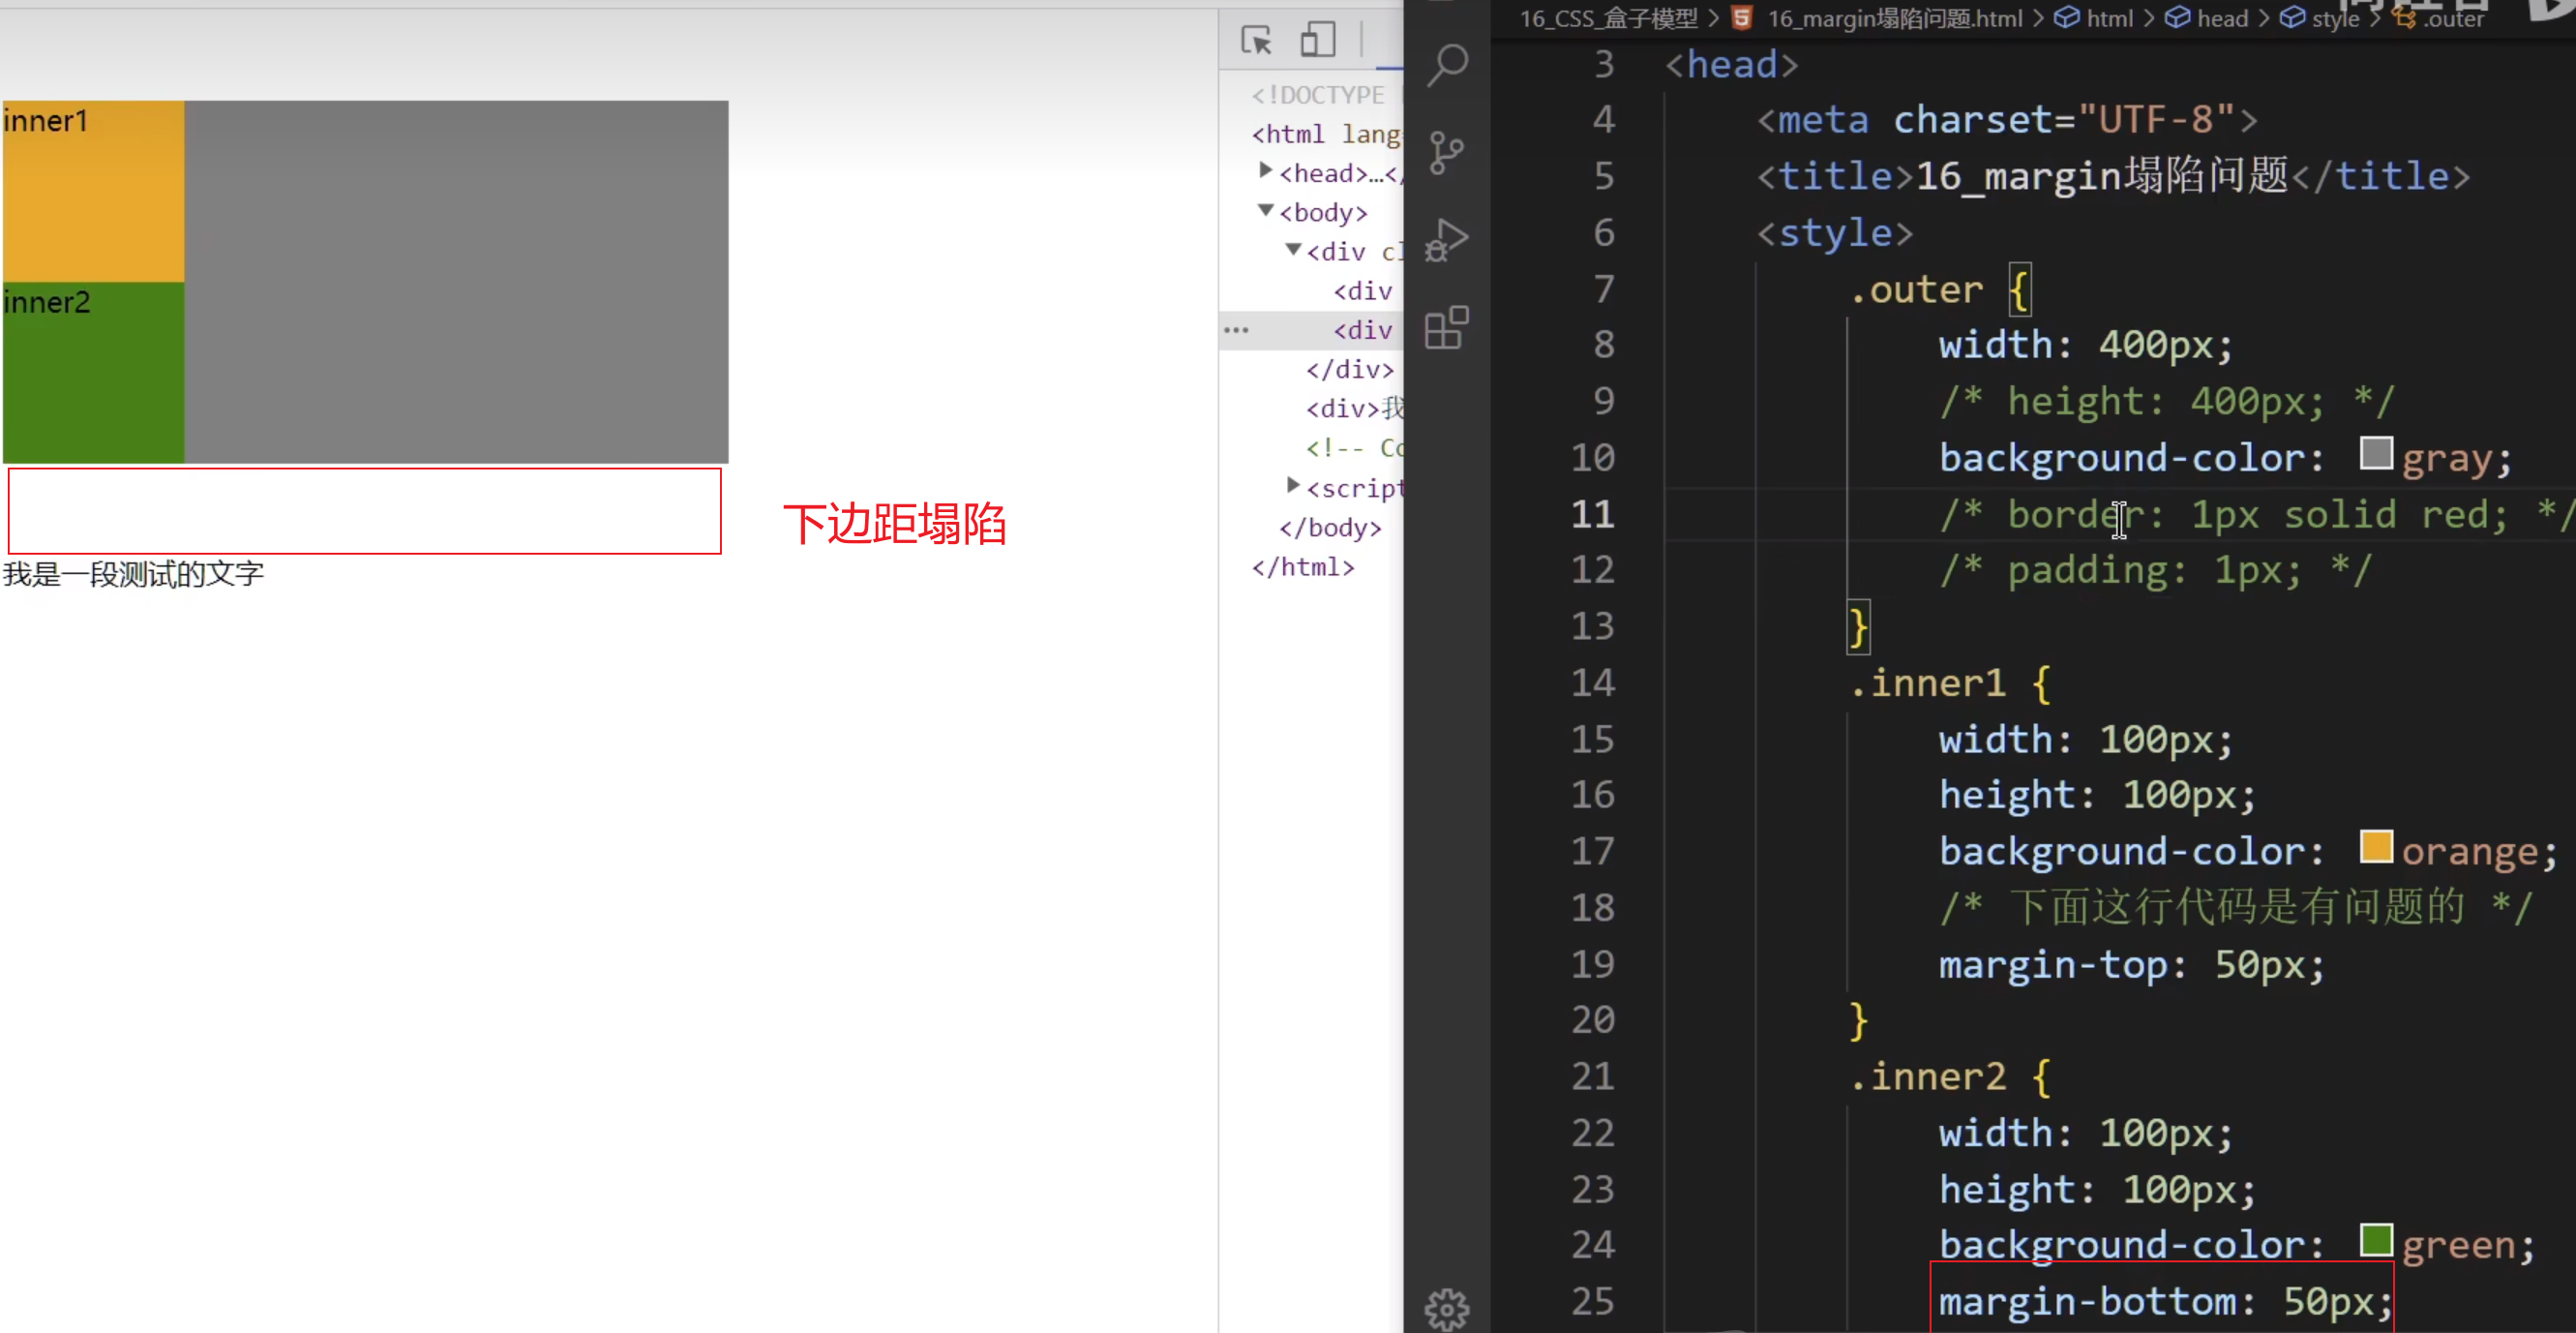 inner1
inner2
下边距塌陷
我是一段测试的文字
<!DOCTYPE
<html lang
<head>…</
<body>
<div cl
<div
<div
</div>
<div>我
<!-- Co
<script
</body>
</html>
16_CSS_盒子模型 > 16_margin塌陷问题.html > html > head > style > .outer
3 <head>
4 <meta charset="UTF-8">
5 <title>16_margin塌陷问题</title>
6 <style>
7 .outer {
8 width: 400px;
9 /* height: 400px; */
10 background-color: gray;
11 /* border: 1px solid red; */
12 /* padding: 1px; */
13 }
14 .inner1 {
15 width: 100px;
16 height: 100px;
17 background-color: orange;
18 /* 下面这行代码是有问题的 */
19 margin-top: 50px;
20 }
21 .inner2 {
22 width: 100px;
23 height: 100px;
24 background-color: green;
25 margin-bottom: 50px;